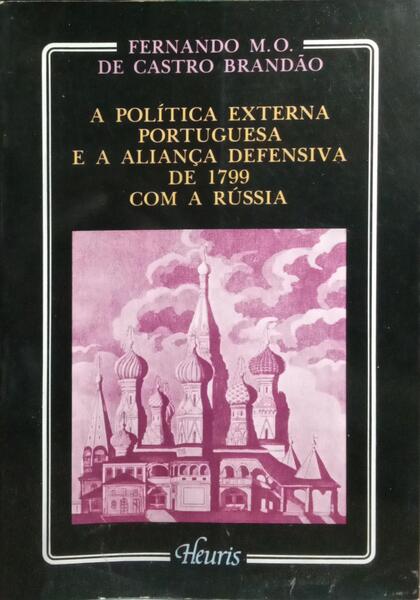 FERNANDO M. O.
DE CASTRO BRANDÃO
A POLÍTICA EXTERNA
PORTUGUESA
E A ALIANÇA DEFENSIVA
DE 1799
COM A RÚSSIA
Heuris